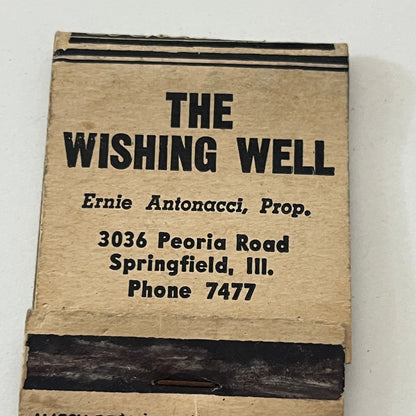 THE
WISHING WELL
Ernie Antonacci, Prop.
3036 Peoria Road
Springfield, Ill.
Phone 7477